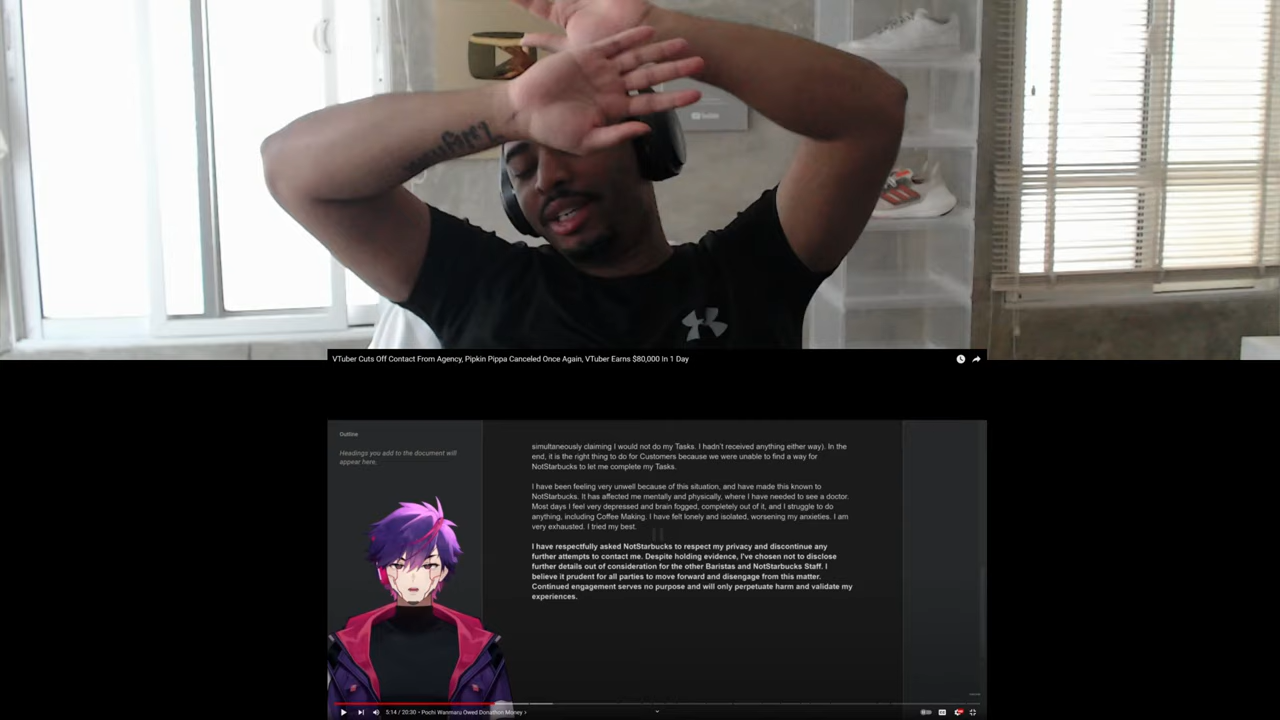 YouTube
VTuber Cuts Off Contact From Agency, Pipkin Pippa Canceled Once Again, VTuber Earns $80,000 In 1 Day
Outline
Headings you add to the document will
appear here.
simultaneously claiming I would not do my Tasks. I hadn't received anything either way). In the
end, it is the right thing to do for Customers because we were unable to find a way for
NotStarbucks to let me complete my Tasks.
I have been feeling very unwell because of this situation, and have made this known to
NotStarbucks. It has affected me mentally and physically, where I have needed to see a doctor.
Most days I feel very depressed and brain fogged, completely out of it, and I struggle to do
anything, including Coffee Making. I have felt lonely and isolated, worsening my anxieties. I am
very exhausted. I tried my best.
I have respectfully asked NotStarbucks to respect my privacy and discontinue any
further attempts to contact me. Despite holding evidence, I've chosen not to disclose
further details out of consideration for the other Baristas and NotStarbucks Staff. I
believe it prudent for all parties to move forward and disengage from this matter.
Continued engagement serves no purpose and will only perpetuate harm and validate my
experiences.
5:14 / 20:30 • Pochi Wanmaru Owed Donathon Money ›